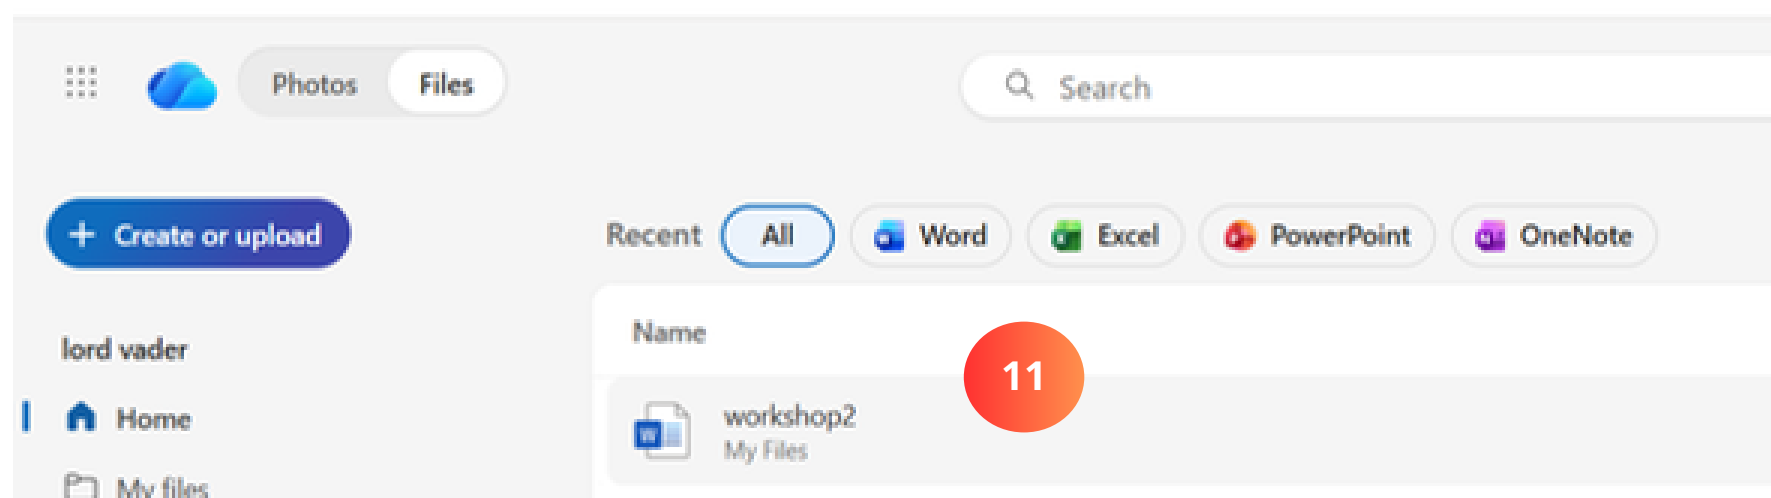 Photos Files
Search
+ Create or upload
Recent All Word Excel PowerPoint OneNote
lord vader
Name
11
Home
workshop2
My Files
My files